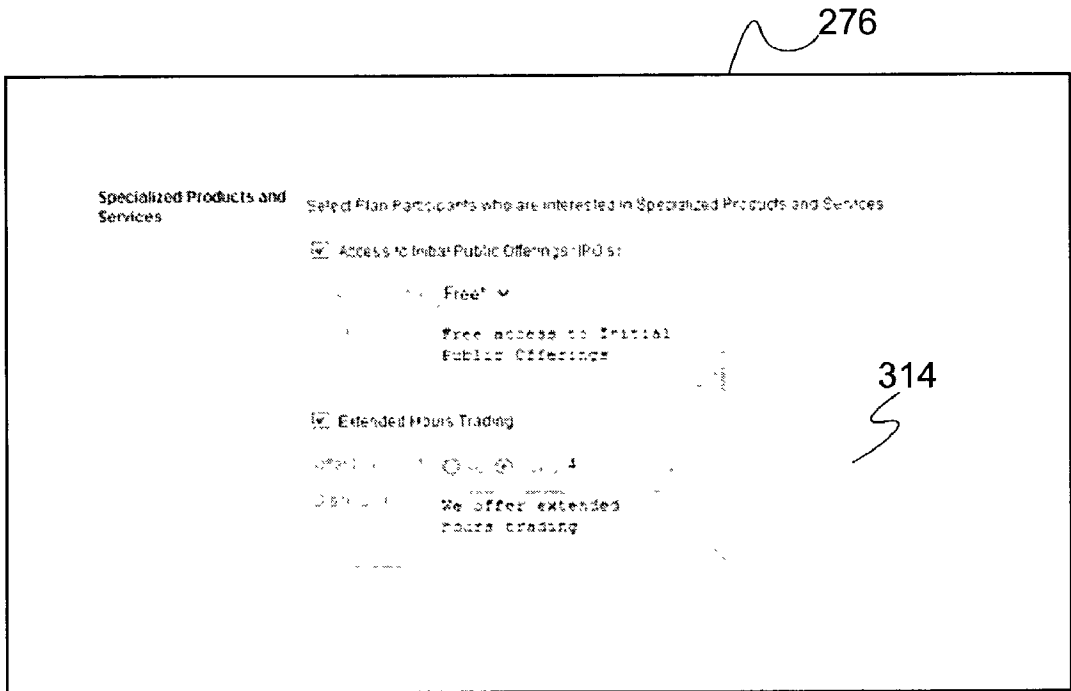 276
Specialized Products and
Services
Select Plan Participants who are interested in Specialized Products and Services
Access to Initial Public Offerings (IPO's)
Free*
Free access to Initial
Public Offerings
314
Extended Hours Trading
We offer extended
hours trading